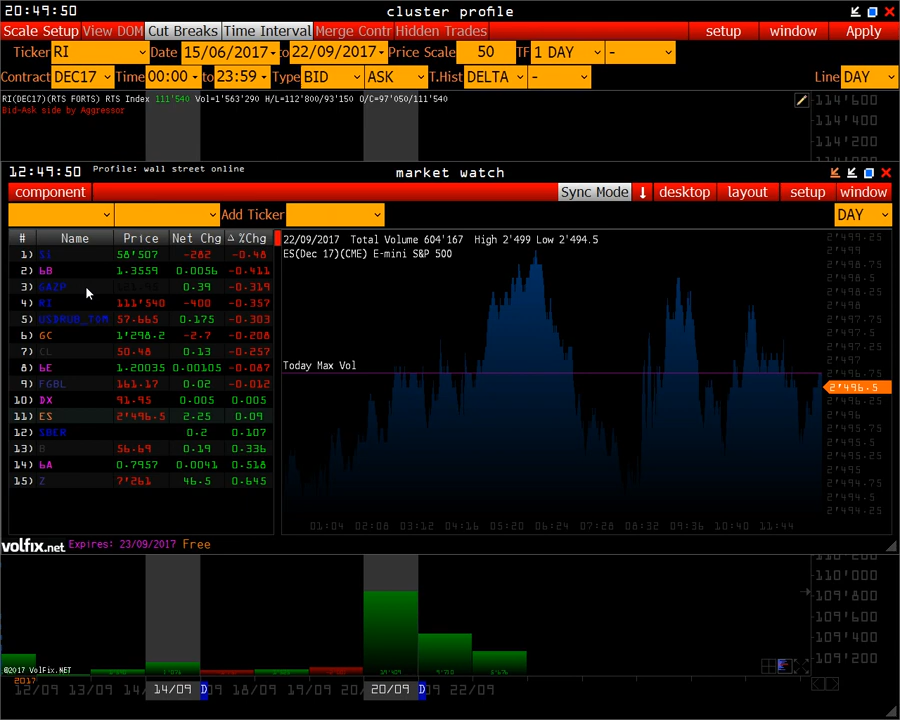 20:49:50 cluster profile
Scale Setup View DOM Cut Breaks Time Interval Merge Contr Hidden Trades setup window Apply
Ticker RI Date 15/06/2017 to 22/09/2017 Price Scale 50 TF 1 DAY -
Contract DEC17 Time 00:00 to 23:59 Type BID ASK T.Hist DELTA - Line DAY
RI(DEC17)(RTS FORTS) RTS Index 111'540 Vol=1'563'290 H/L=112'800/93'150 O/C=97'050/111'540
Bid-Ask side by Aggressor
114'600
114'400
114'200
12:49:50 Profile: wall street online market watch
component Sync Mode ↓ desktop layout setup window
Add Ticker DAY
# Name Price Net Chg Δ %Chg
1) Si 58'507 -282 -0.48
2) 6B 1.3559 0.0056 -0.411
3) GAZP 0.39 -0.319
4) RI 111'540 -400 -0.357
5) USDRUB_TOM 57.665 0.175 -0.303
6) GC 1'298.2 -2.7 -0.208
7) CL 50.48 0.13 -0.257
8) 6E 1.20035 0.00105 -0.087
9) FGBL 161.17 0.02 -0.012
10) DX 91.95 0.005 0.005
11) ES 2'496.5 2.25 0.09
12) SBER 0.2 0.107
13) B 56.69 0.19 0.336
14) 6A 0.7957 0.0041 0.518
15) Z 7'261 46.5 0.645
22/09/2017 Total Volume 604'167 High 2'499 Low 2'494.5
ES(Dec 17)(CME) E-mini S&P 500
Today Max Vol
2'499.25
2'499
2'498.75
2'498.5
2'498.25
2'498
2'497.75
2'497.5
2'497.25
2'497
2'496.75
2'496.5
2'496.25
2'496
2'495.75
2'495.5
2'495.25
2'495
2'494.75
2'494.5
2'494.25
01:04 02:08 03:12 04:16 05:20 06:24 07:28 08:32 09:36 10:40 11:44
volfix.net Expires: 23/09/2017 Free
110'200
110'000
109'800
109'600
109'400
109'200
©2017 VolFix.NET
2017
12/09 13/09 14/09 D 18/09 19/09 20/09 D 22/09